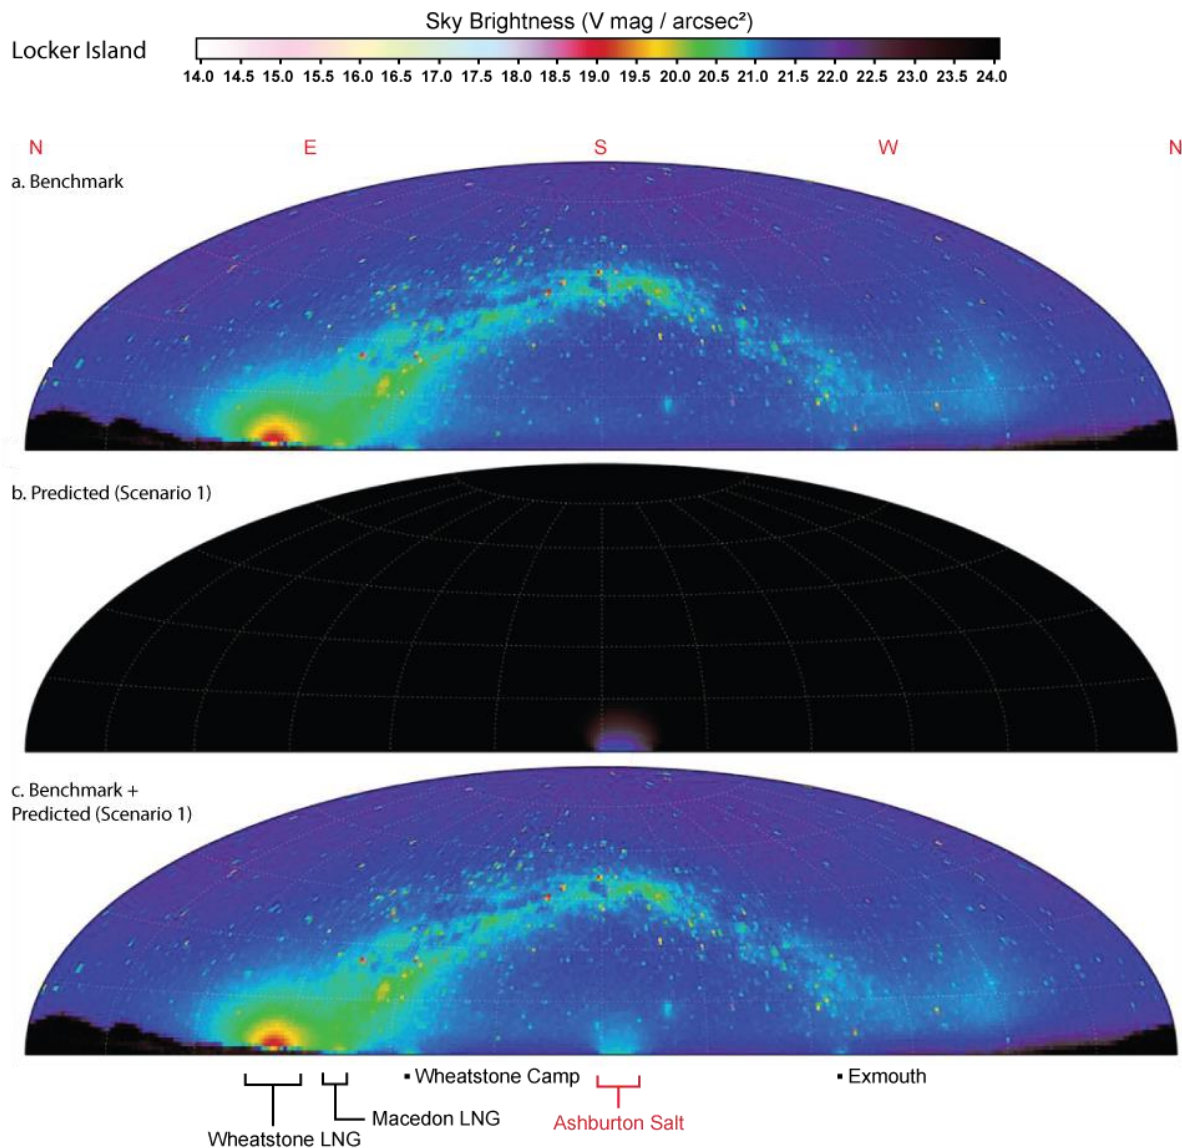 Sky Brightness (V mag / arcsec²)
Locker Island
14.0 14.5 15.0 15.5 16.0 16.5 17.0 17.5 18.0 18.5 19.0 19.5 20.0 20.5 21.0 21.5 22.0 22.5 23.0 23.5 24.0
N E S W N
a. Benchmark
b. Predicted (Scenario 1)
c. Benchmark +
Predicted (Scenario 1)
Wheatstone Camp
Exmouth
Macedon LNG
Ashburton Salt
Wheatstone LNG